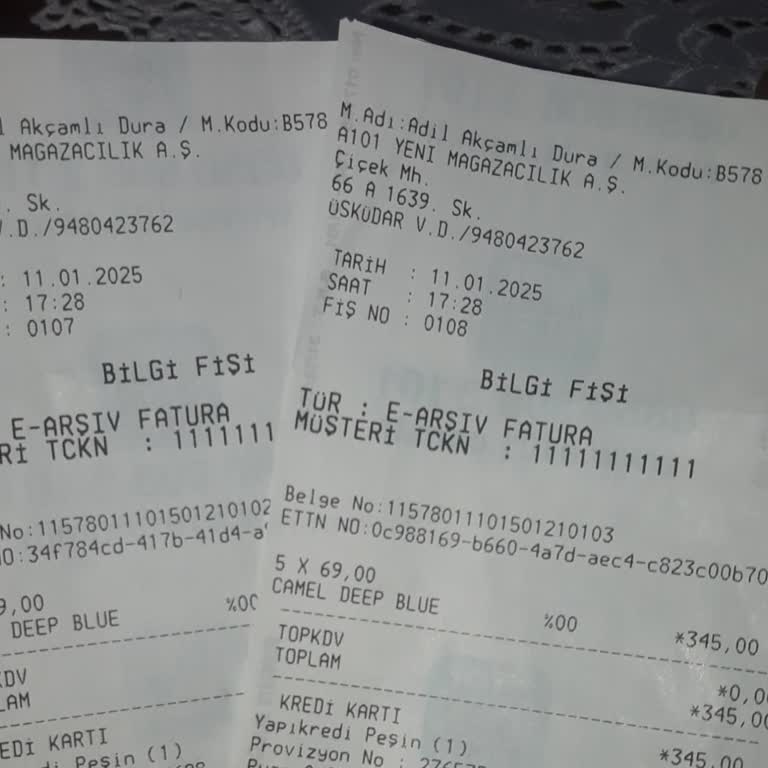 l Akçamlı Dura / M.Kodu:B578
MAGAZACILIK A.Ş.
. Sk.
V.D./9480423762
: 11.01.2025
: 17:28
: 0107
BİLGİ FİŞİ
E-ARŞIV FATURA
Rİ TCKN : 1111111
No:11578011101501210102
O:34f784cd-417b-41d4-a
9,00
DEEP BLUE %00
KDV
LAM
EDİ KARTI
di Peşin (1)
M.Adı:Adil Akçamlı Dura / M.Kodu:B578
A101 YENI MAGAZACILIK A.Ş.
Çiçek Mh.
66 A 1639. Sk.
ÜSKÜDAR V.D./9480423762
TARİH : 11.01.2025
SAAT : 17:28
FİŞ NO : 0108
BİLGİ FİŞİ
TÜR : E-ARŞIV FATURA
MÜŞTERİ TCKN : 11111111111
Belge No:11578011101501210103
ETTN NO:0c988169-b660-4a7d-aec4-c823c00b70
5 X 69,00
CAMEL DEEP BLUE %00 *345,00
TOPKDV *0,0
TOPLAM *345,00
KREDİ KARTI *345,00
Yapıkredi Peşin (1)
Provizyon No :